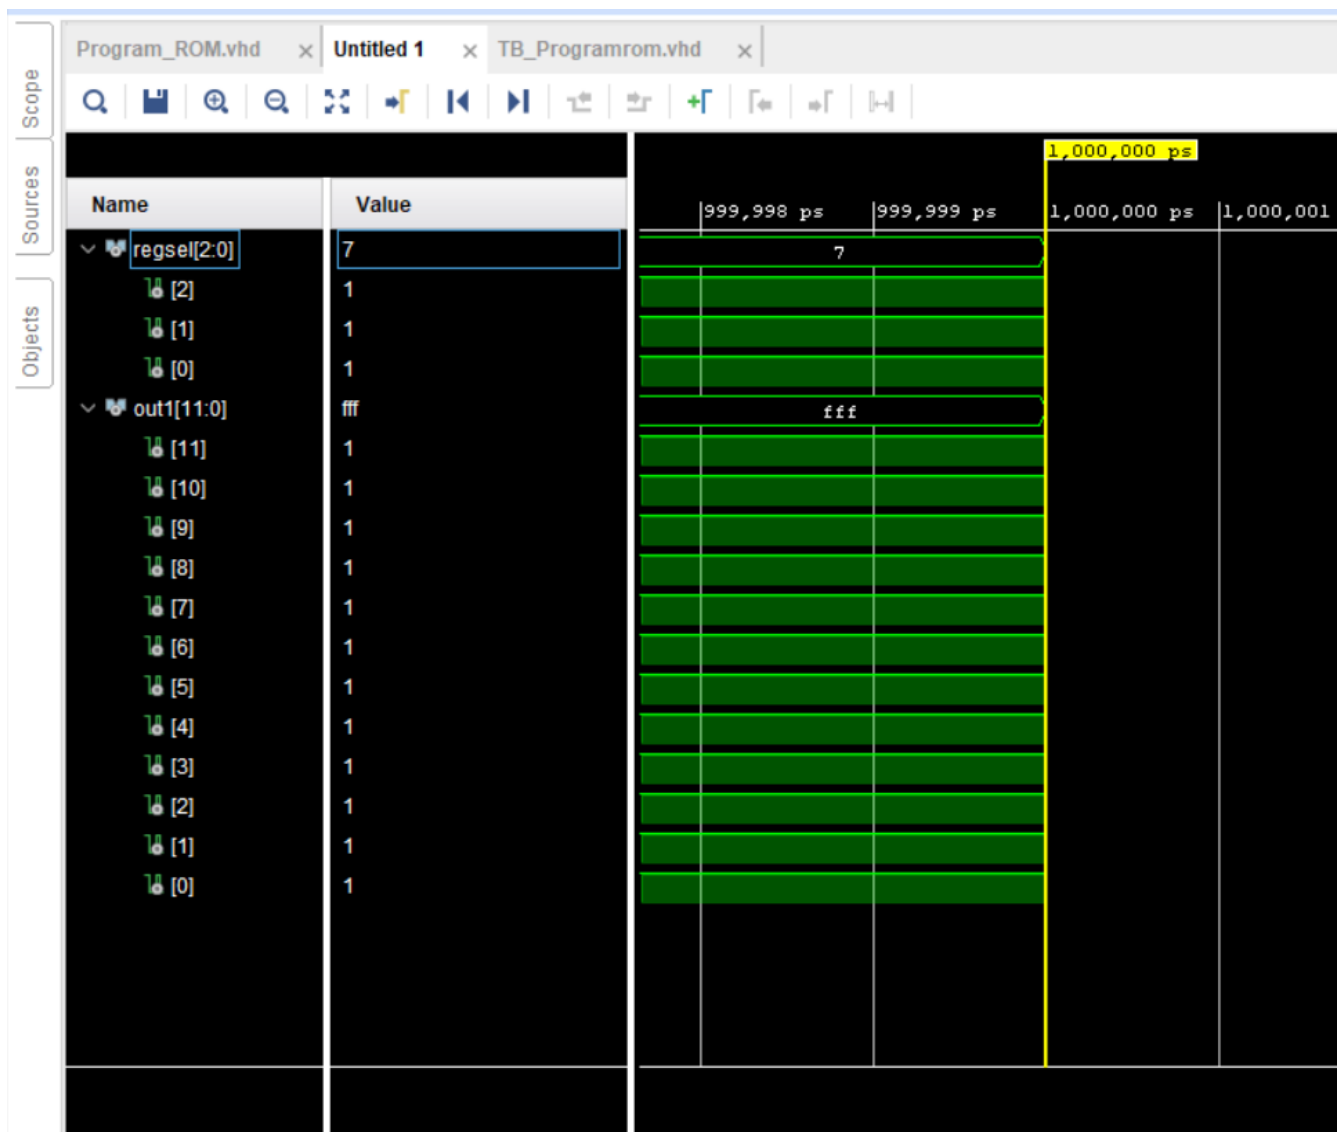 Program_ROM.vhd × Untitled 1 × TB_Programrom.vhd ×
Scope
Sources
Objects
1,000,000 ps
Name Value 999,998 ps 999,999 ps 1,000,000 ps 1,000,001
regsel[2:0] 7 7
[2] 1
[1] 1
[0] 1
out1[11:0] fff fff
[11] 1
[10] 1
[9] 1
[8] 1
[7] 1
[6] 1
[5] 1
[4] 1
[3] 1
[2] 1
[1] 1
[0] 1